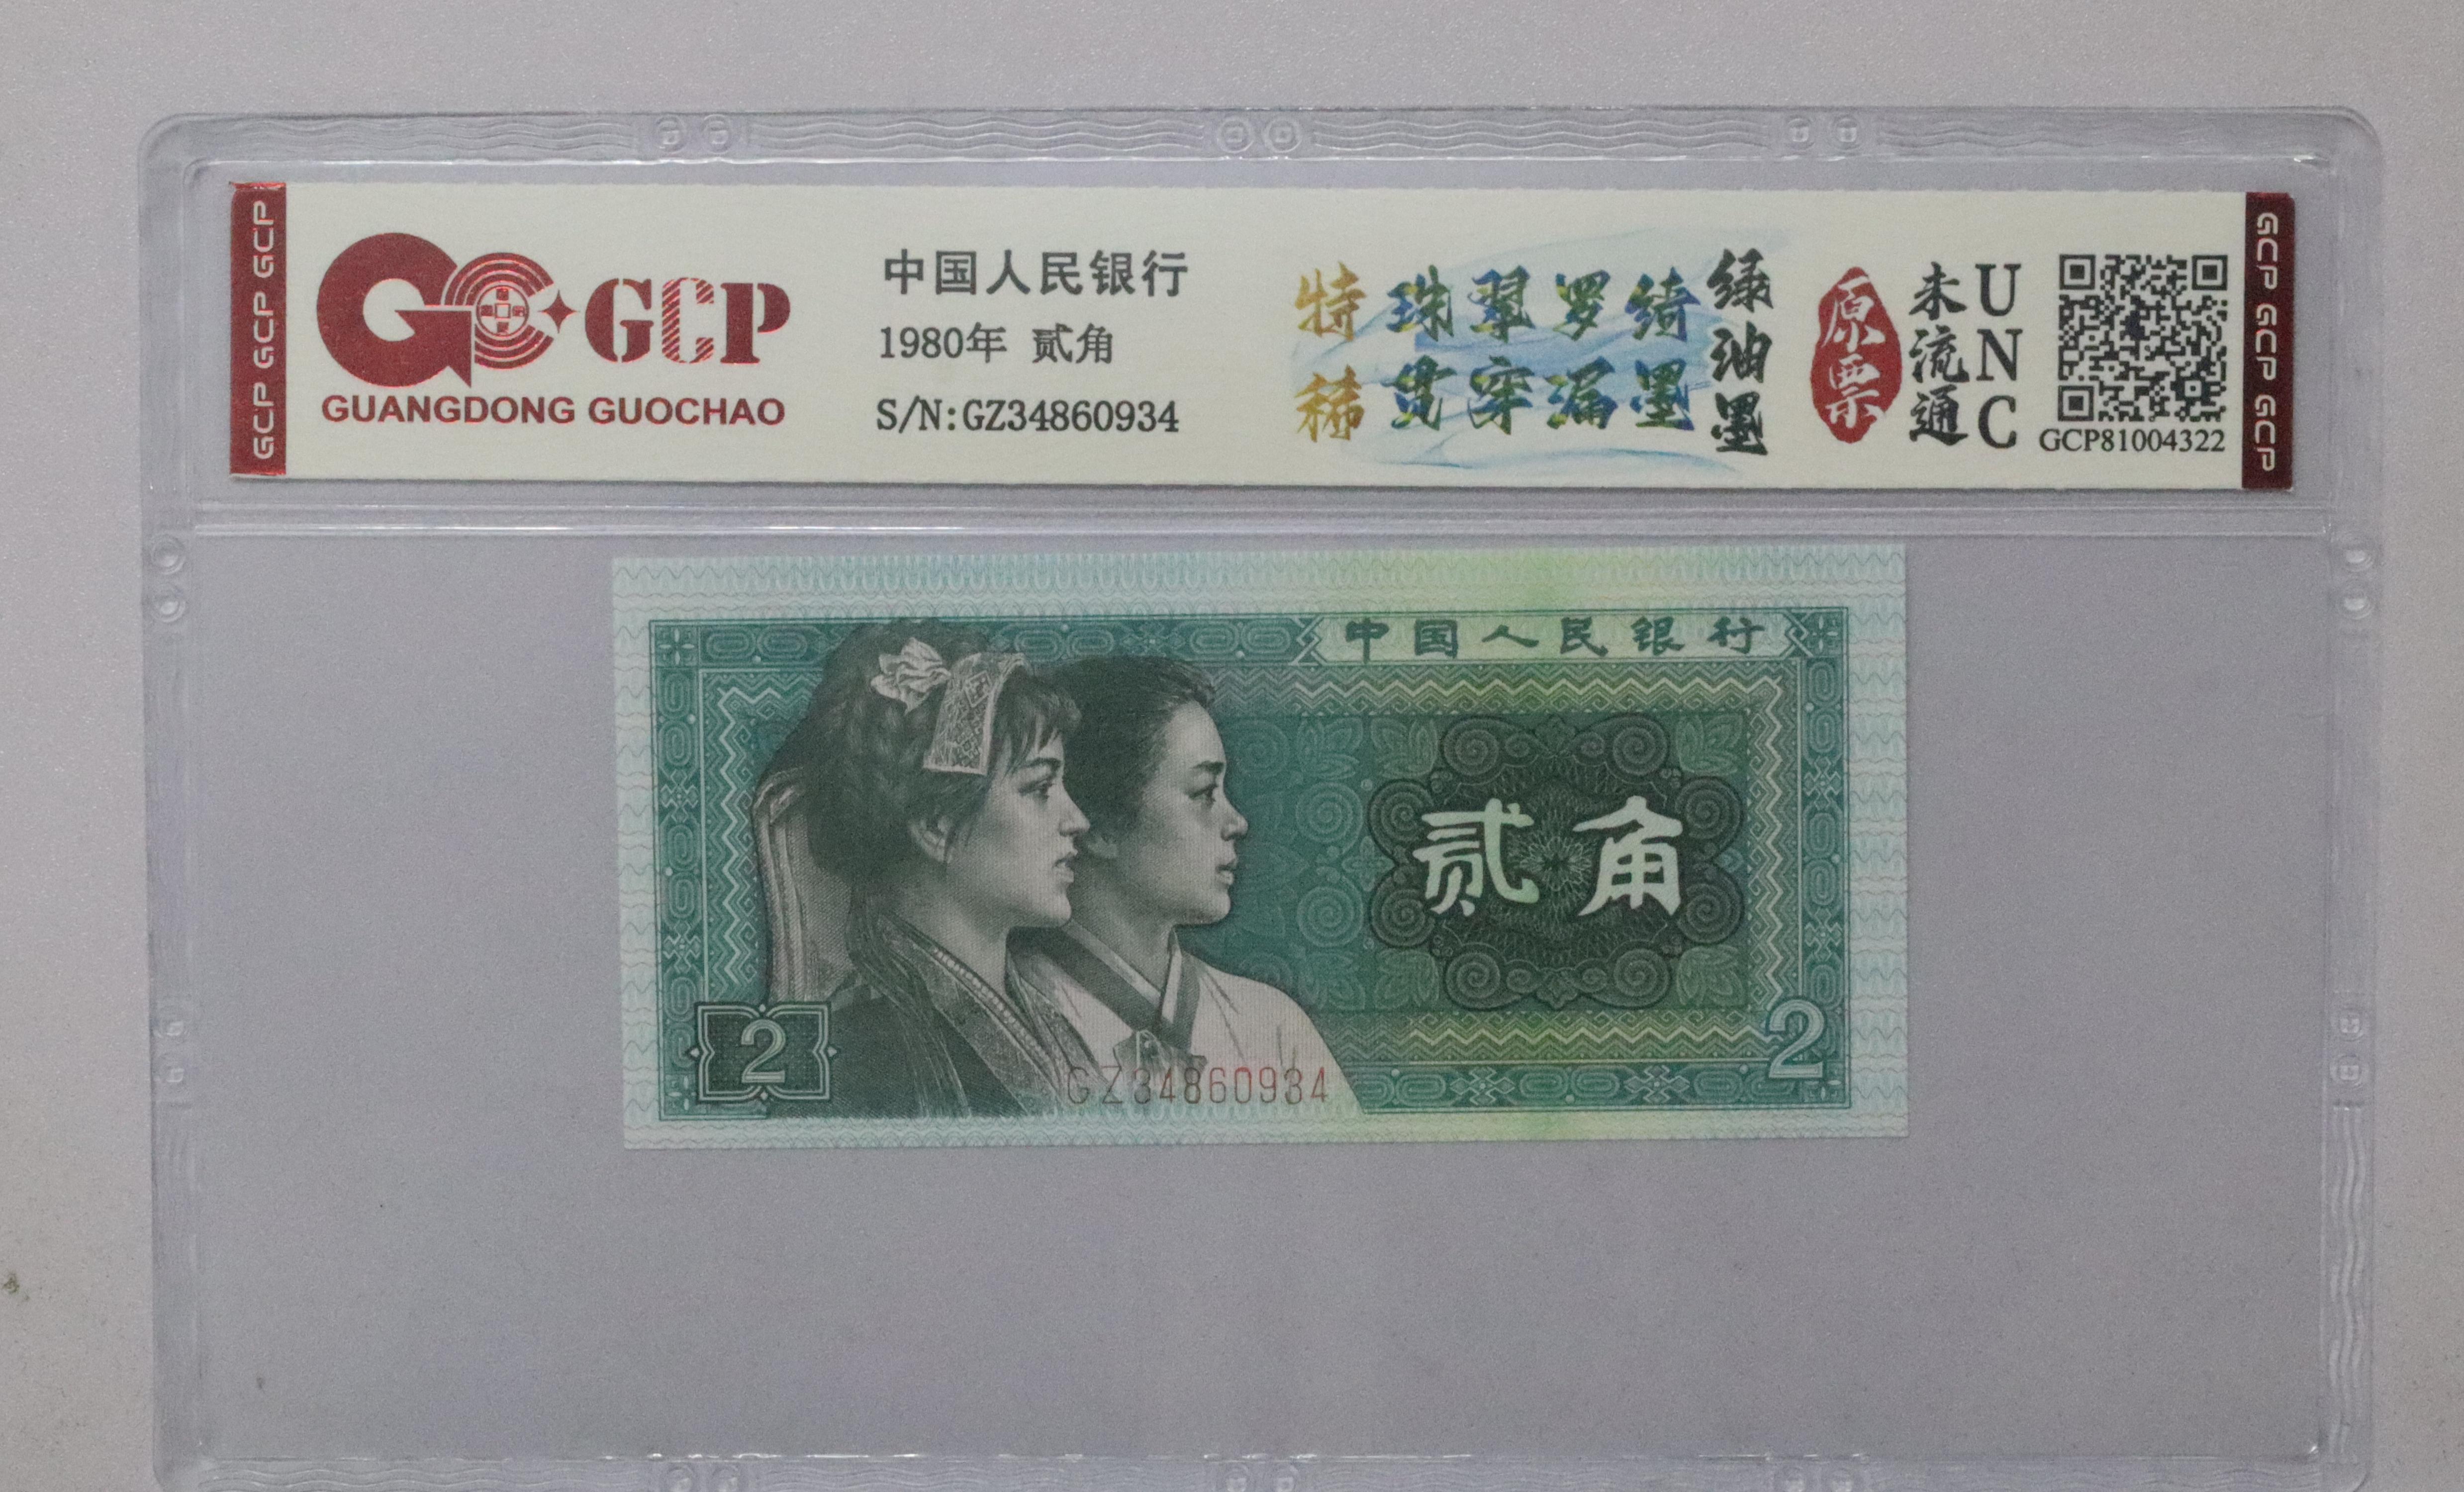 GCP GCP GCP
GCP
GUANGDONG GUOCHAO
中国人民银行
1980年 贰角
S/N:GZ34860934
特稀
珠翠罗绮
贯穿漏墨
绿油墨
原票
未流通
UNC
GCP81004322
GCP GCP GCP
中国人民银行
贰角
2
GZ34860934
2